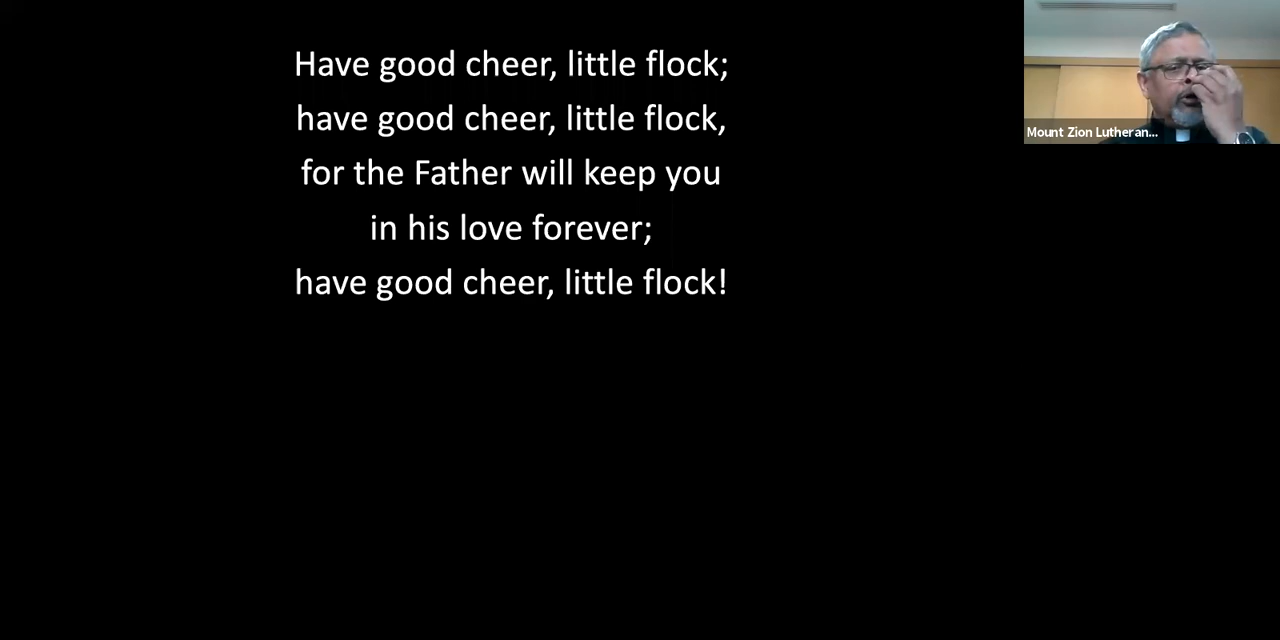 Have good cheer, little flock;
have good cheer, little flock,
for the Father will keep you
in his love forever;
have good cheer, little flock!
Mount Zion Lutheran...